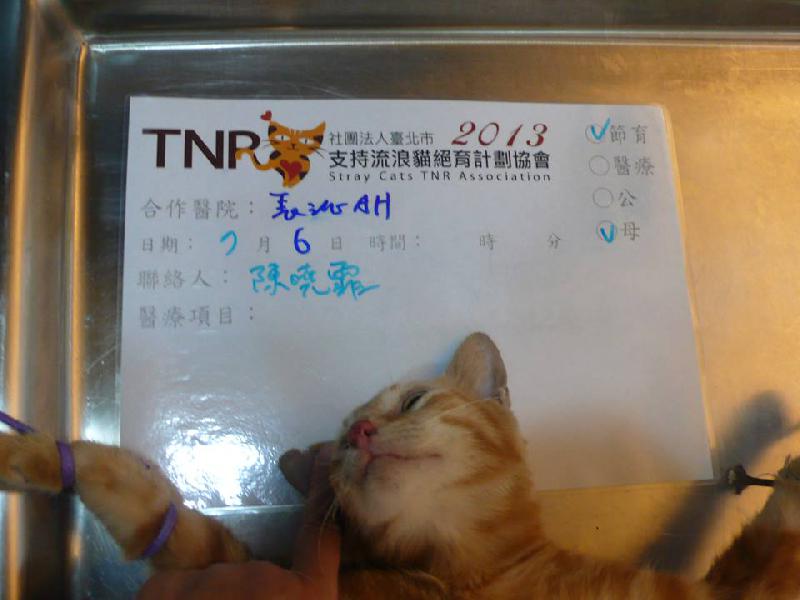 TNR 社團法人臺北市 2013
支持流浪貓絕育計劃協會
Stray Cats TNR Association
節育
醫療
公
母
合作醫院： AH
日期： 7 月 6 日 時間： 時 分
聯絡人： 陳曉霏
醫療項目：